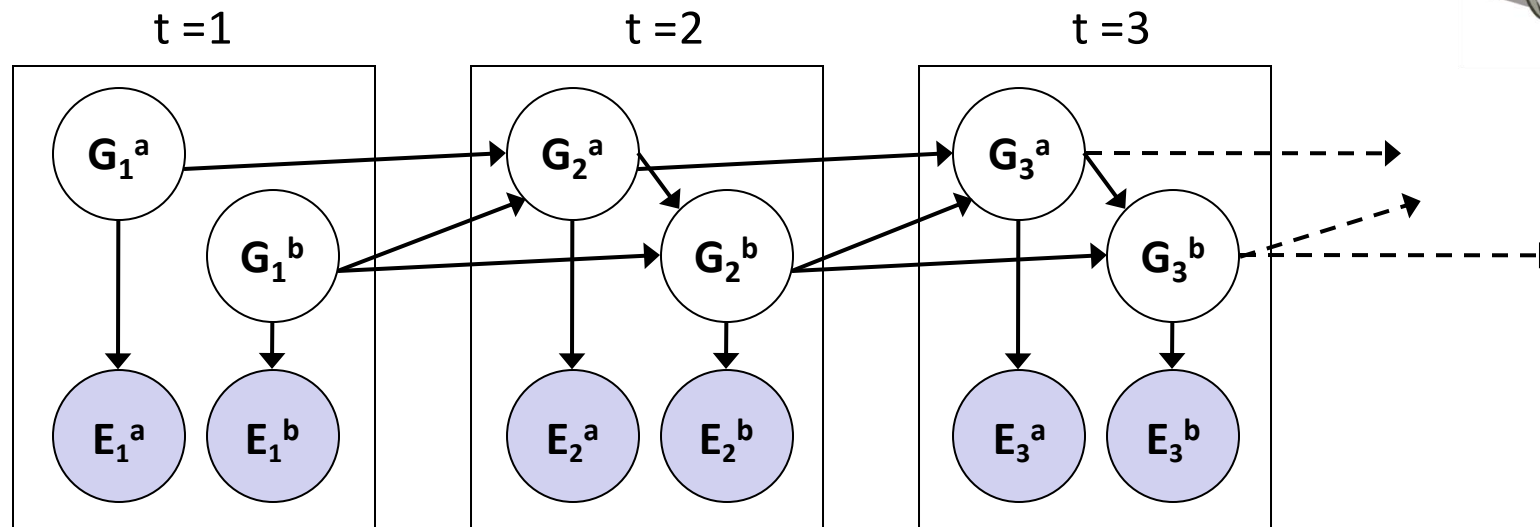 t =1
t =2
t =3
G₁ᵃ
G₂ᵃ
G₃ᵃ
G₁ᵇ
G₂ᵇ
G₃ᵇ
E₁ᵃ
E₁ᵇ
E₂ᵃ
E₂ᵇ
E₃ᵃ
E₃ᵇ